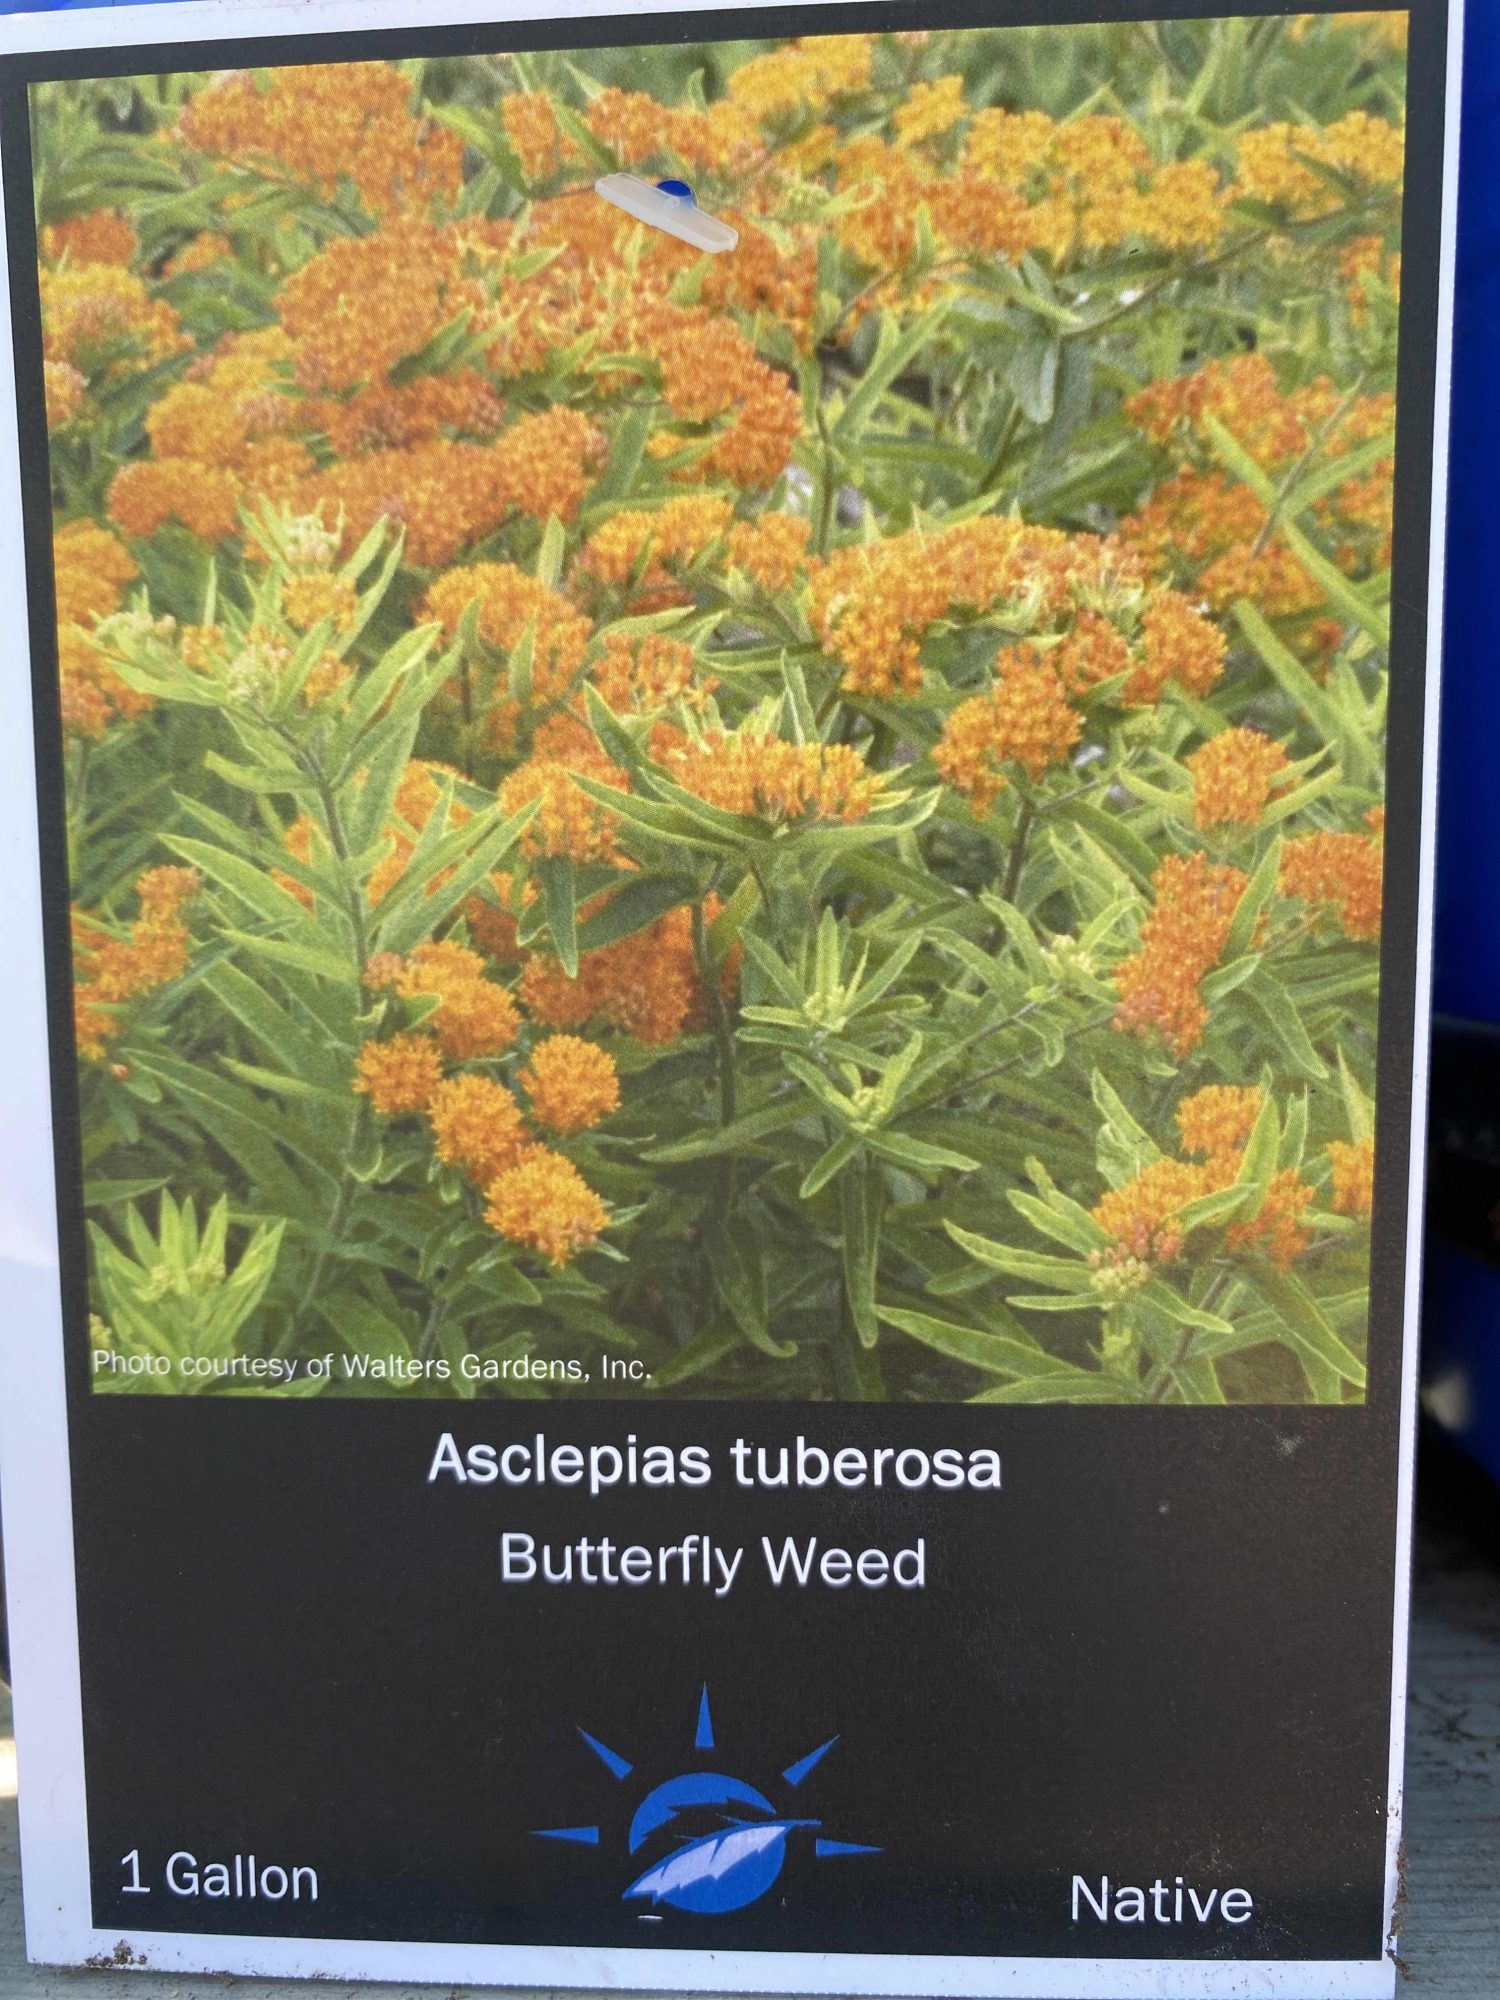 Photo courtesy of Walters Gardens, Inc.
Asclepias tuberosa
Butterfly Weed
1 Gallon
Native